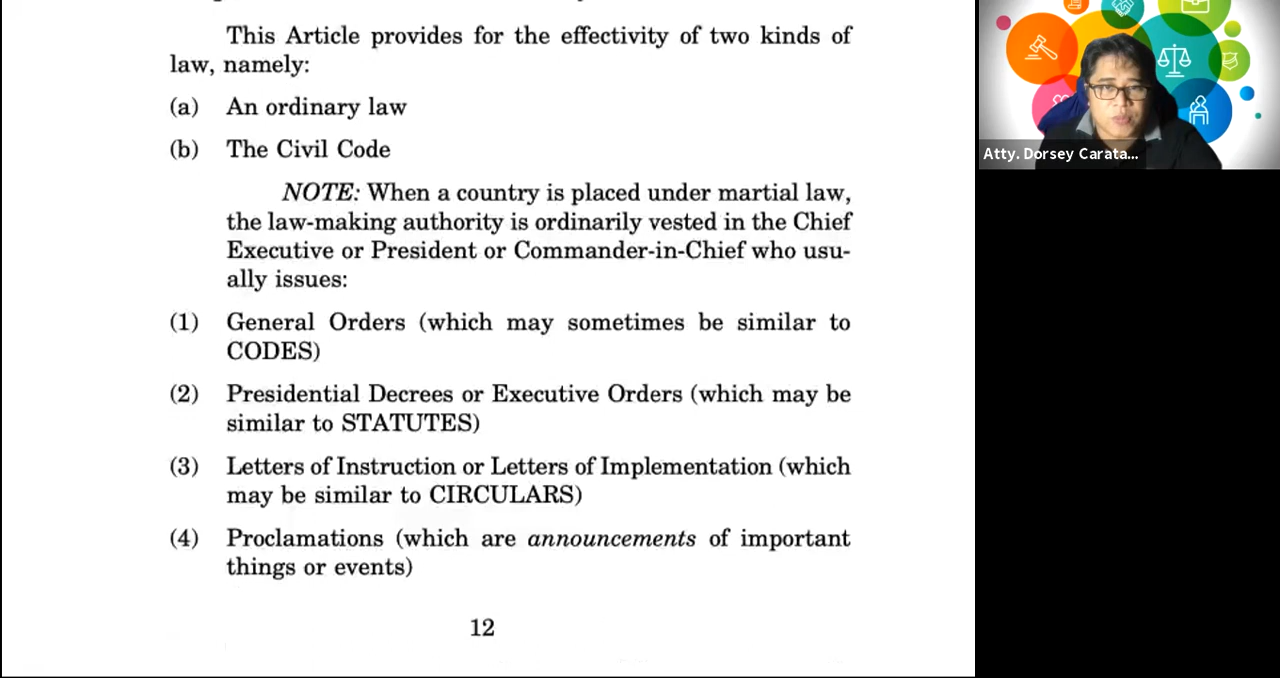 This Article provides for the effectivity of two kinds of
law, namely:
(a) An ordinary law
(b) The Civil Code
NOTE: When a country is placed under martial law,
the law-making authority is ordinarily vested in the Chief
Executive or President or Commander-in-Chief who usu-
ally issues:
(1) General Orders (which may sometimes be similar to
CODES)
(2) Presidential Decrees or Executive Orders (which may be
similar to STATUTES)
(3) Letters of Instruction or Letters of Implementation (which
may be similar to CIRCULARS)
(4) Proclamations (which are announcements of important
things or events)
12
Atty. Dorsey Carata...